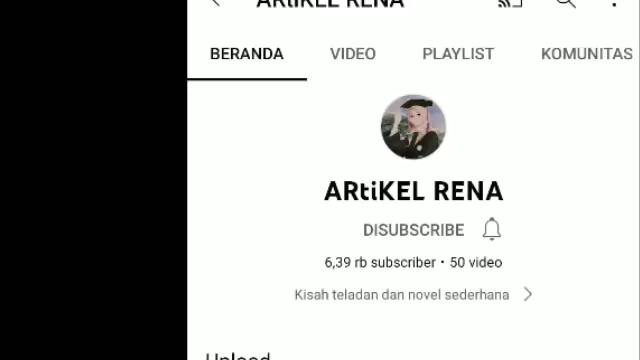 ARtiKEL RENA
BERANDA VIDEO PLAYLIST KOMUNITAS
ARtiKEL RENA
DISUBSCRIBE
6,39 rb subscriber • 50 video
Kisah teladan dan novel sederhana
Upload